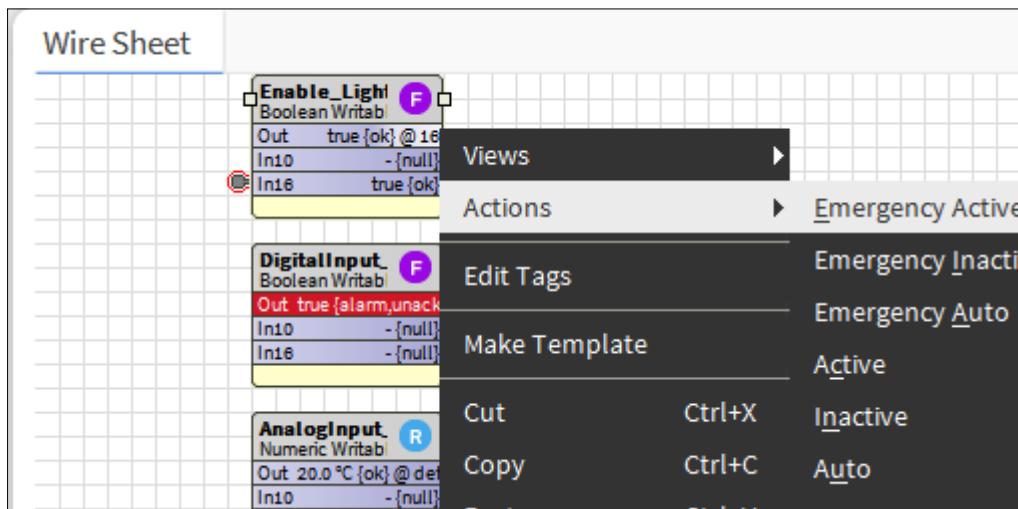 Wire Sheet
Enable_Light
F
Boolean Writabl
Out true {ok} @ 16
In10 - {null}
In16 true {ok}
DigitalInput_
F
Boolean Writabl
Out true {alarm,unack
In10 - {null}
In16 - {null}
AnalogInput_
R
Numeric Writabl
Out 20.0 °C {ok} @ def
In10 - {null}
Views
Actions
Edit Tags
Make Template
Cut Ctrl+X
Copy Ctrl+C
Emergency Active
Emergency Inacti
Emergency Auto
Active
Inactive
Auto